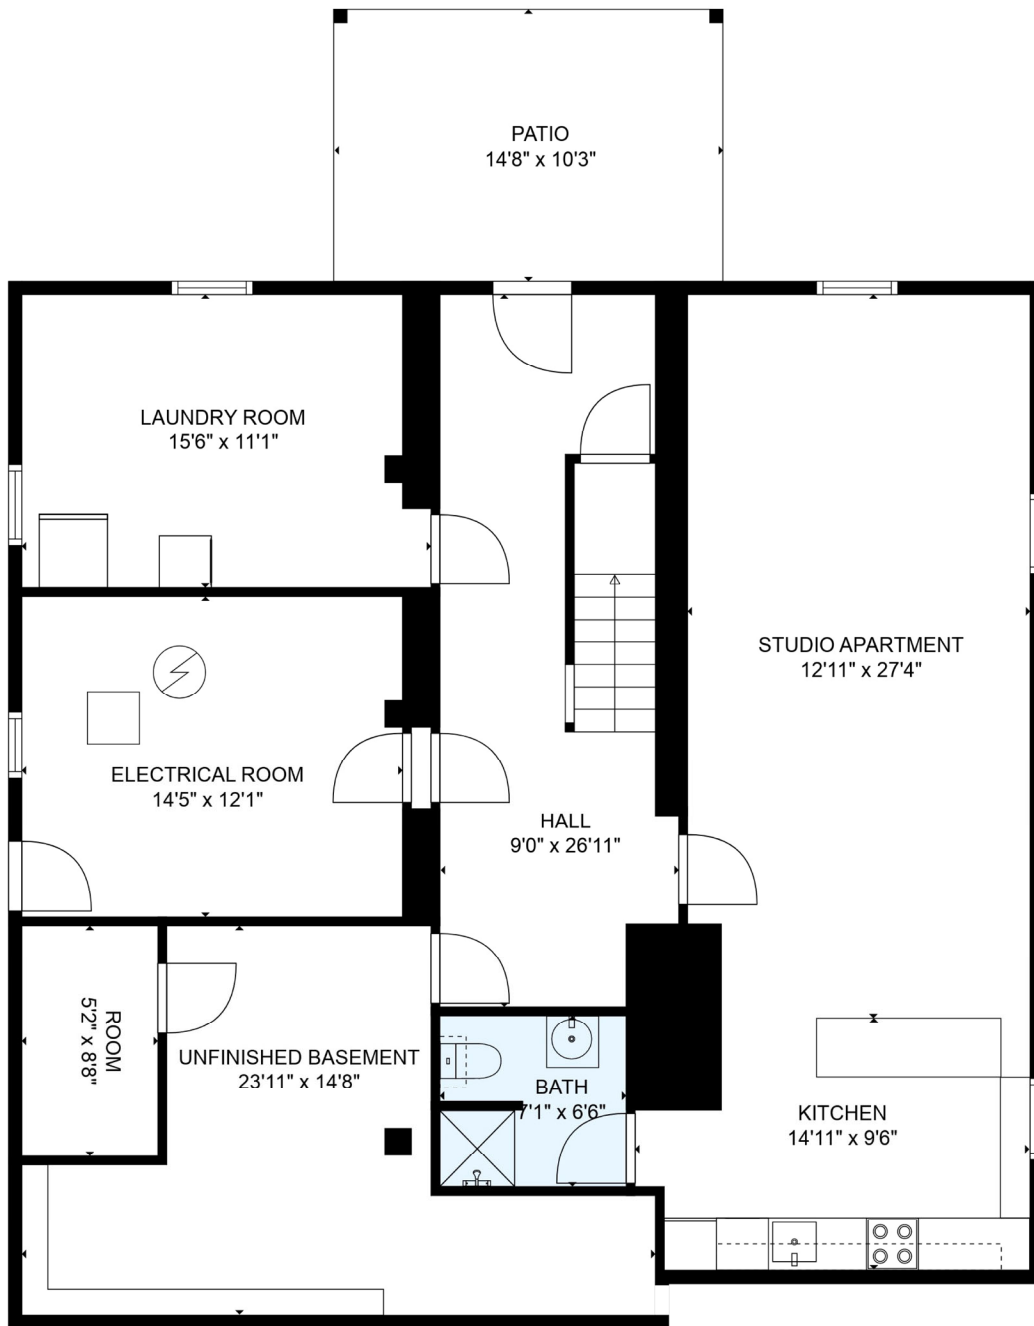 PATIO
14'8" x 10'3"
LAUNDRY ROOM
15'6" x 11'1"
STUDIO APARTMENT
12'11" x 27'4"
ELECTRICAL ROOM
14'5" x 12'1"
HALL
9'0" x 26'11"
ROOM
5'2" x 8'8"
UNFINISHED BASEMENT
23'11" x 14'8"
BATH
7'1" x 6'6"
KITCHEN
14'11" x 9'6"